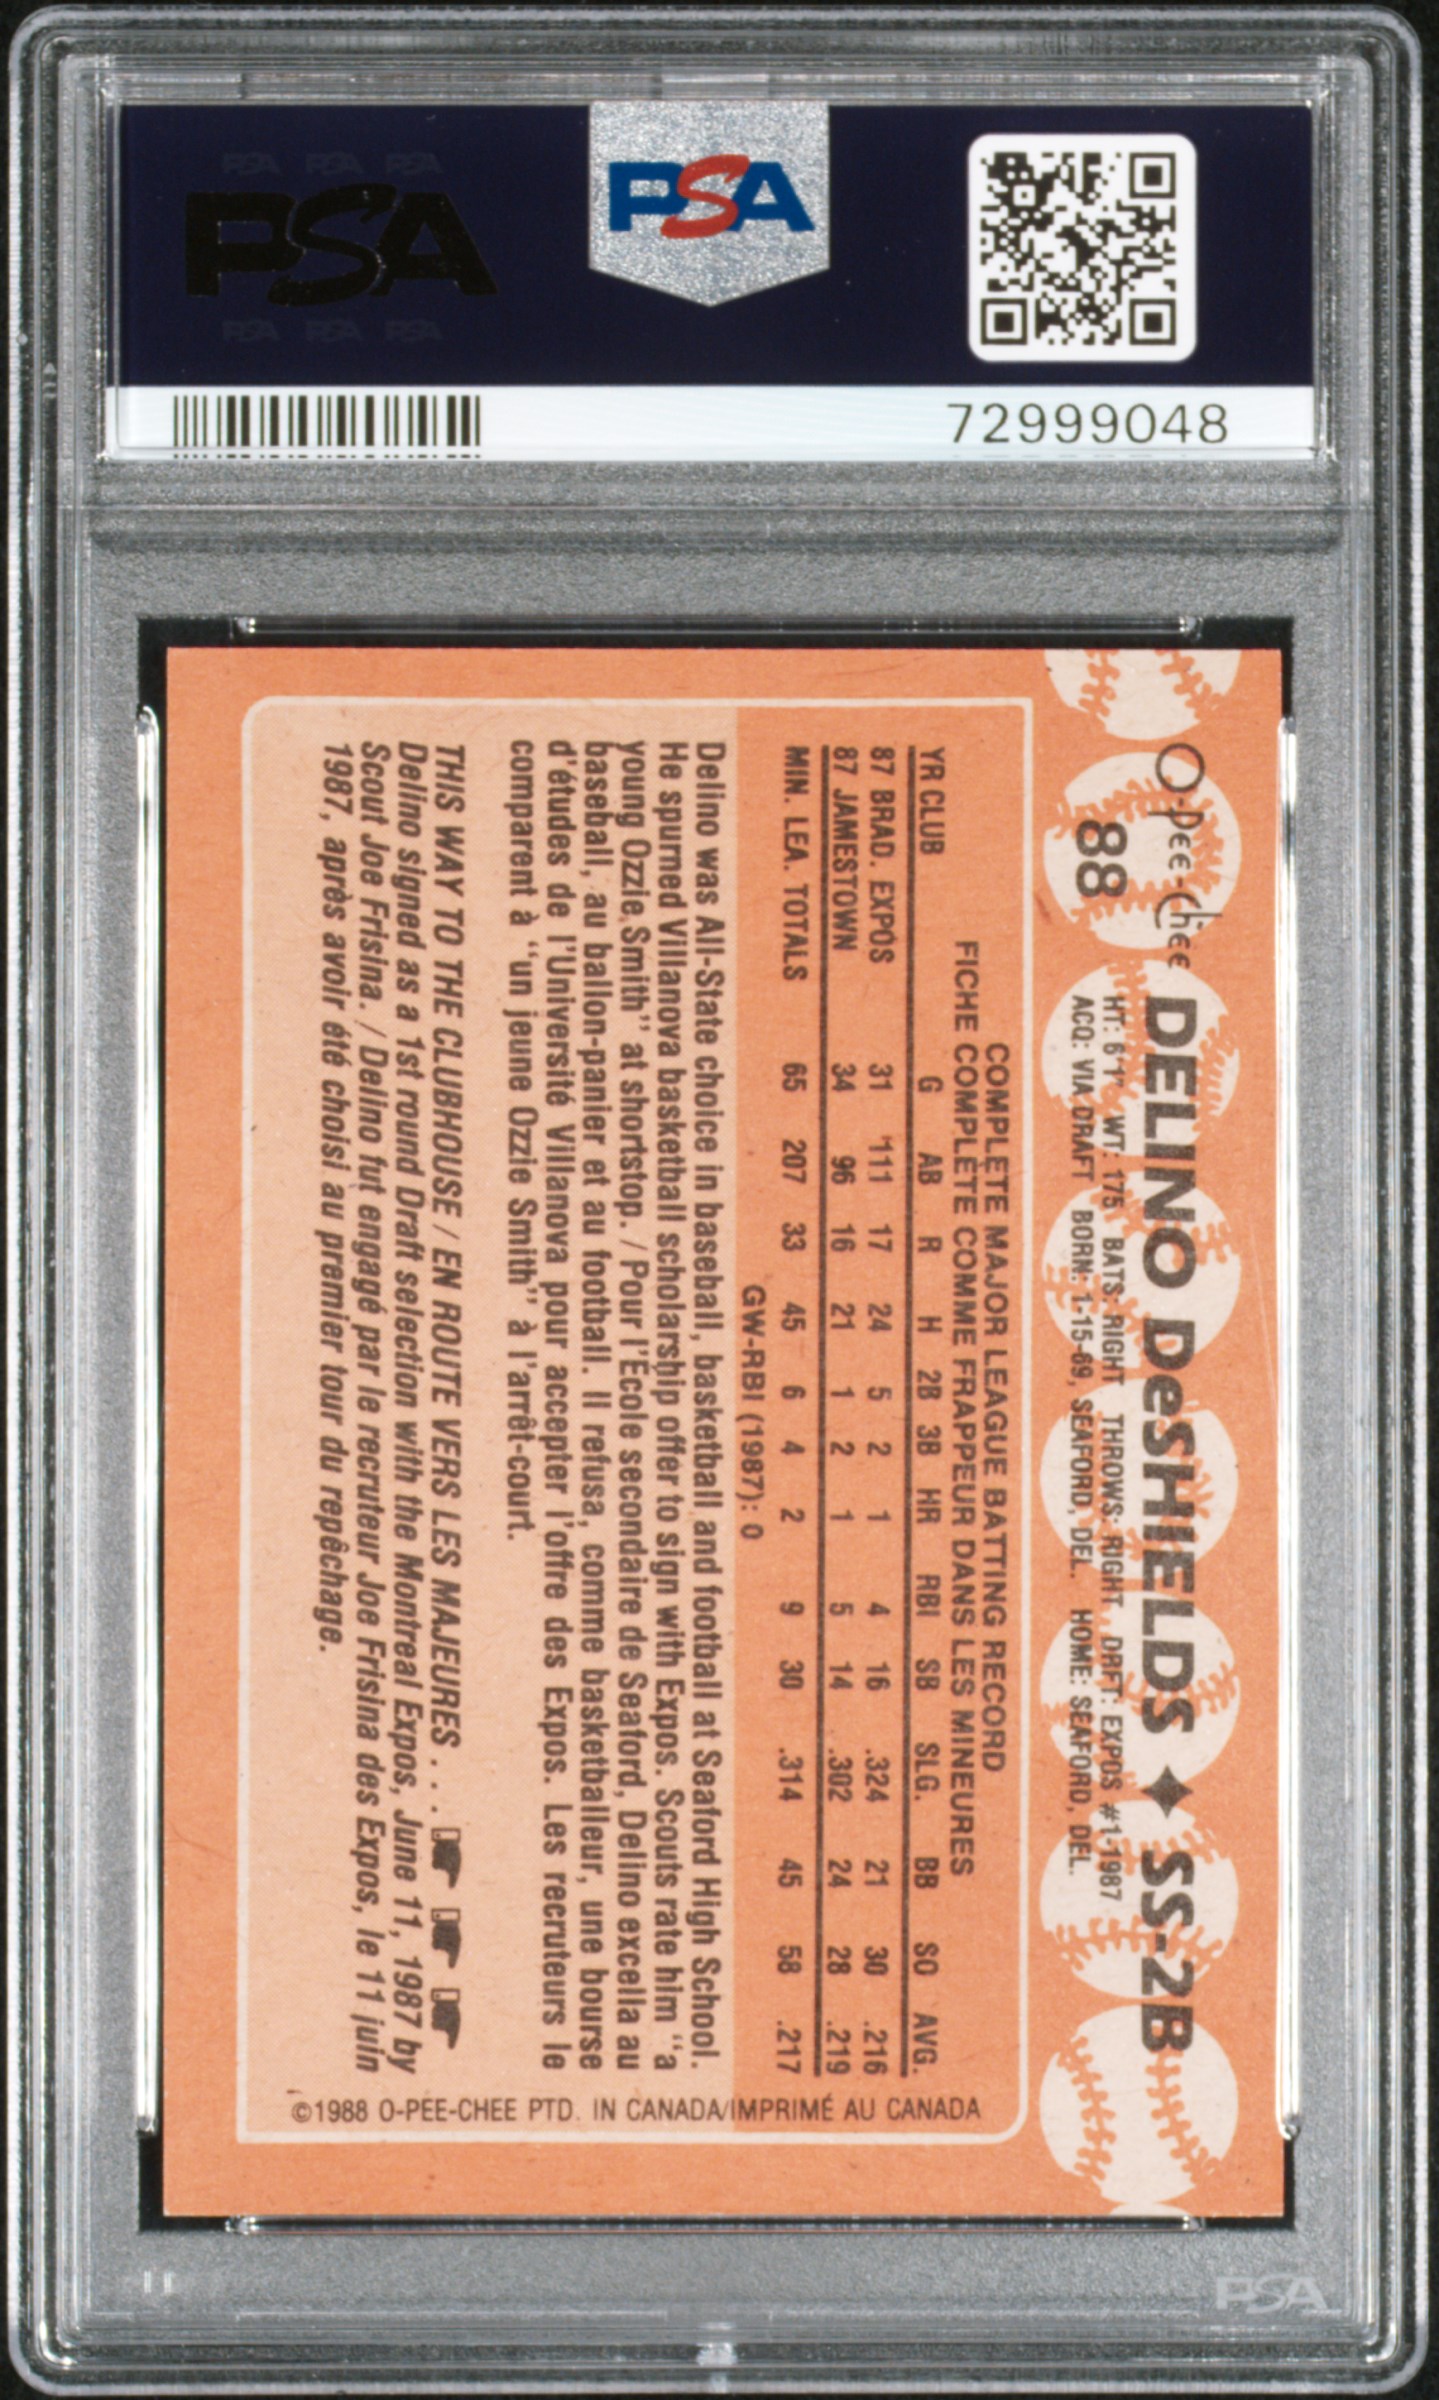 PSA PSA PSA
PSA
PSA PSA PSA
PSA
72999048
O-Pee-Chee
88
DELINO DeSHIELDS ✦ SS-2B
HT: 6'1" WT: 175 BATS: RIGHT THROWS: RIGHT DRFT: EXPOS #1-1987
ACQ: VIA DRAFT BORN: 1-15-69, SEAFORD, DEL. HOME: SEAFORD, DEL.
COMPLETE MAJOR LEAGUE BATTING RECORD
FICHE COMPLÈTE COMME FRAPPEUR DANS LES MINEURES
YR CLUB G AB R H 2B 3B HR RBI SB SLG. BB SO AVG.
87 BRAD. EXPOS 31 111 17 24 5 2 1 4 16 .324 21 30 .216
87 JAMESTOWN 34 96 16 21 1 2 1 5 14 .302 24 28 .219
MIN. LEA. TOTALS 65 207 33 45 6 4 2 9 30 .314 45 58 .217
GW-RBI (1987): 0
Delino was All-State choice in baseball, basketball and football at Seaford High School.
He spurned Villanova basketball scholarship offer to sign with Expos. Scouts rate him "a
young Ozzie Smith" at shortstop. / Pour l'École secondaire de Seaford, Delino excella au
baseball, au ballon-panier et au football. Il refusa, comme basketballeur, une bourse
d'études de l'Université Villanova pour accepter l'offre des Expos. Les recruteurs le
comparent à "un jeune Ozzie Smith" à l'arrêt-court.
THIS WAY TO THE CLUBHOUSE / EN ROUTE VERS LES MAJEURES . . .
Delino signed as a 1st round Draft selection with the Montreal Expos, June 11, 1987 by
Scout Joe Frisina. / Delino fut engagé par le recruteur Joe Frisina des Expos, le 11 juin
1987, après avoir été choisi au premier tour du repêchage.
©1988 O-PEE-CHEE PTD. IN CANADA/IMPRIMÉ AU CANADA
PSA